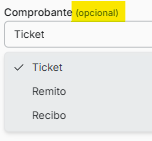 Comprobante (opcional)
Ticket
Ticket
Remito
Recibo